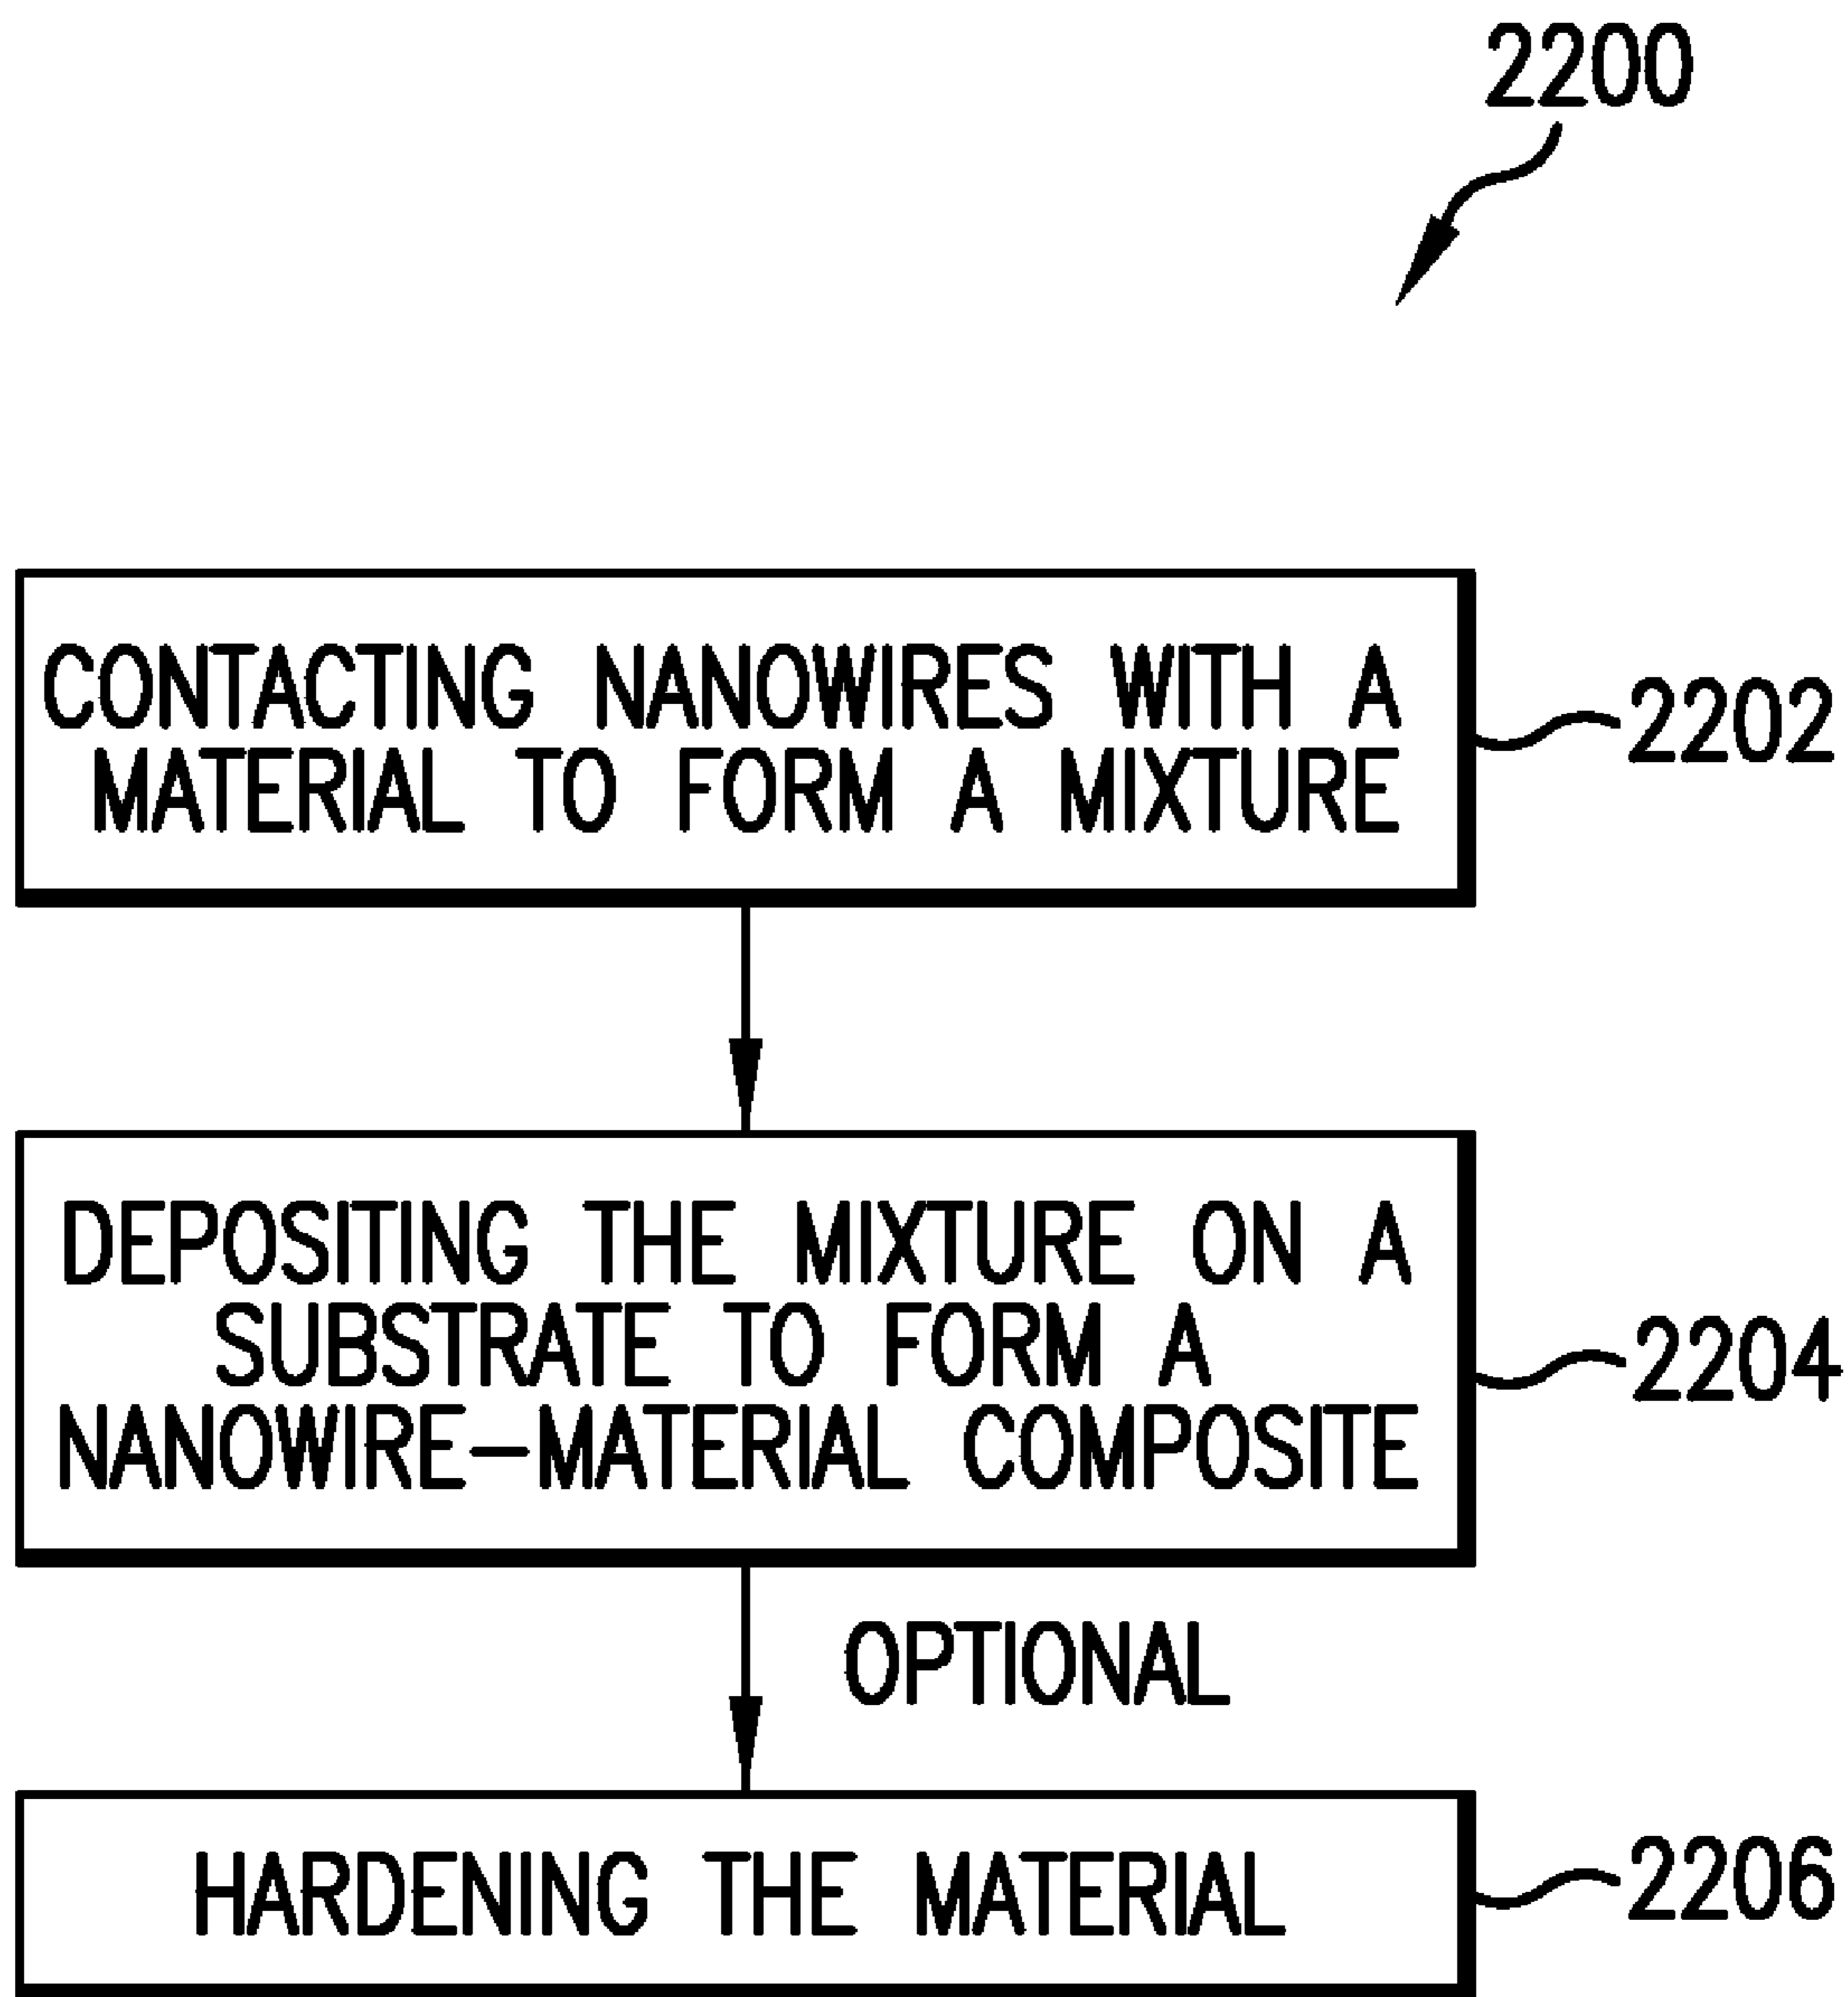 2200
CONTACTING NANOWIRES WITH A
MATERIAL TO FORM A MIXTURE
2202
DEPOSITING THE MIXTURE ON A
SUBSTRATE TO FORM A
NANOWIRE-MATERIAL COMPOSITE
2204
OPTIONAL
HARDENING THE MATERIAL
2206